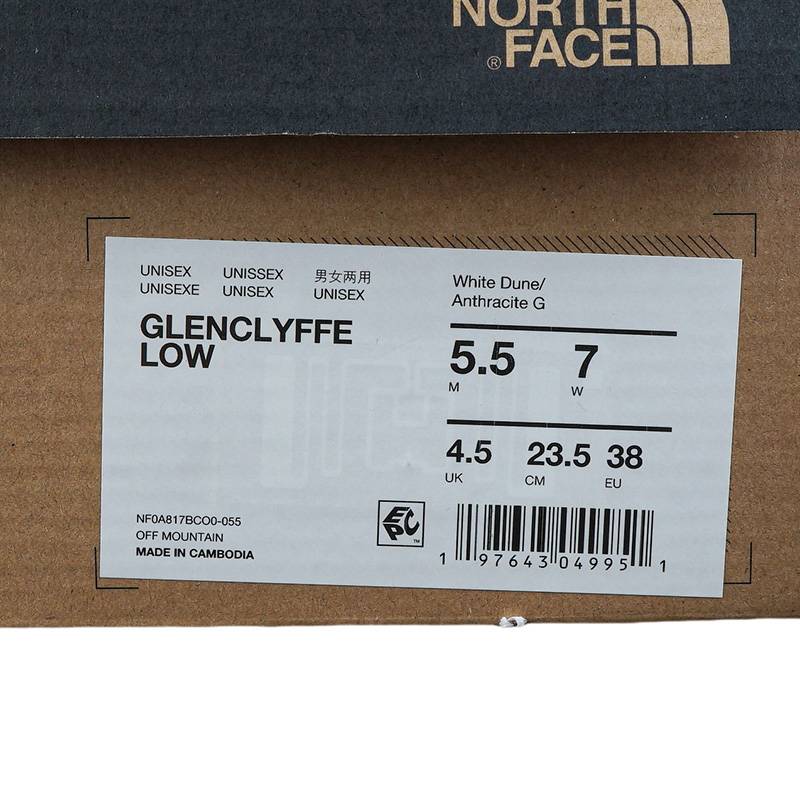 NORTH
® FACE
UNISEX UNISSEX 男女两用
UNISEXE UNISEX UNISEX
GLENCLYFFE
LOW
White Dune/
Anthracite G
5.5 7
M W
4.5 23.5 38
UK CM EU
NF0A817BCO0-055
OFF MOUNTAIN
MADE IN CAMBODIA
EPC ™
1 97643 04995 1